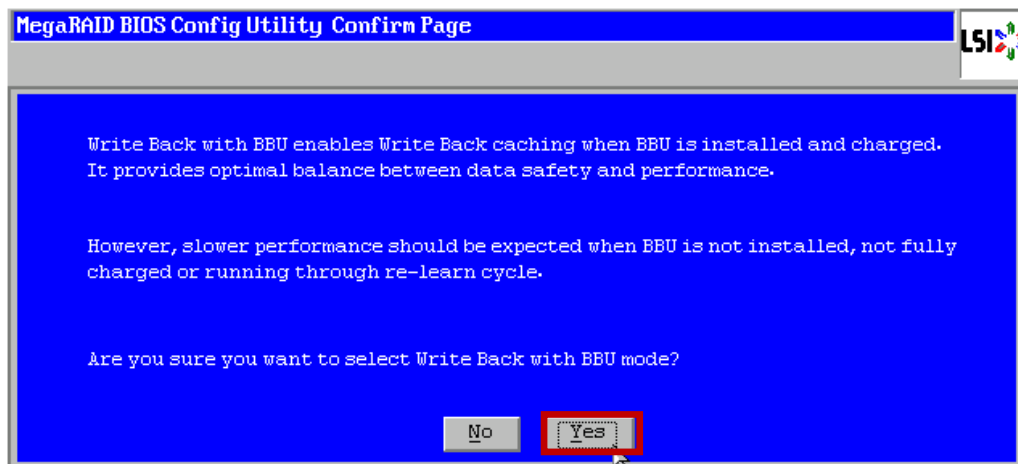 MegaRAID BIOS Config Utility Confirm Page
LSI
Write Back with BBU enables Write Back caching when BBU is installed and charged.
It provides optimal balance between data safety and performance.
However, slower performance should be expected when BBU is not installed, not fully
charged or running through re-learn cycle.
Are you sure you want to select Write Back with BBU mode?
No
Yes